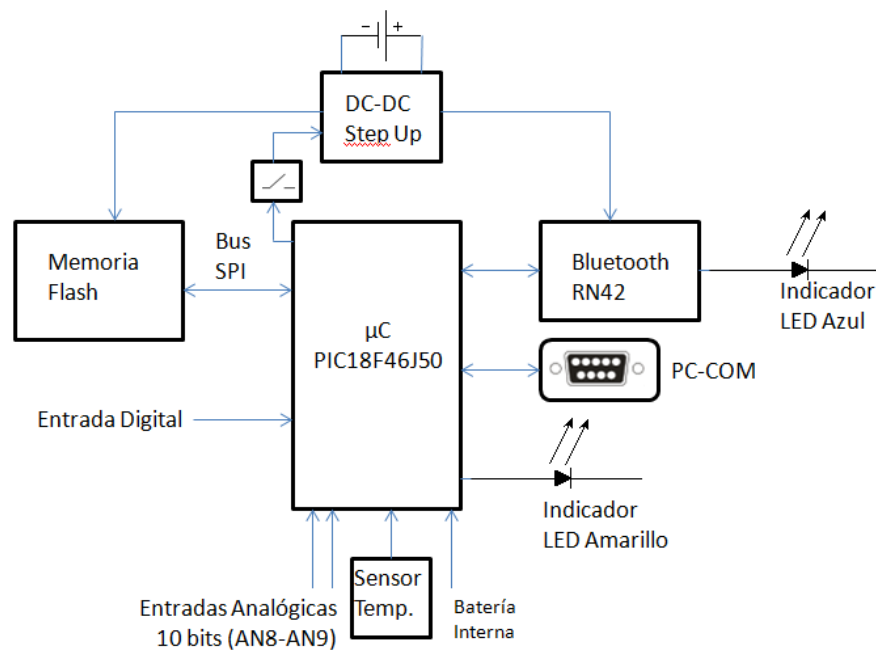 − +
DC-DC
Step Up
Memoria
Flash
Bus
SPI
µC
PIC18F46J50
Bluetooth
RN42
Indicador
LED Azul
PC-COM
Entrada Digital
Indicador
LED Amarillo
Sensor
Temp.
Entradas Analógicas
10 bits (AN8-AN9)
Batería
Interna